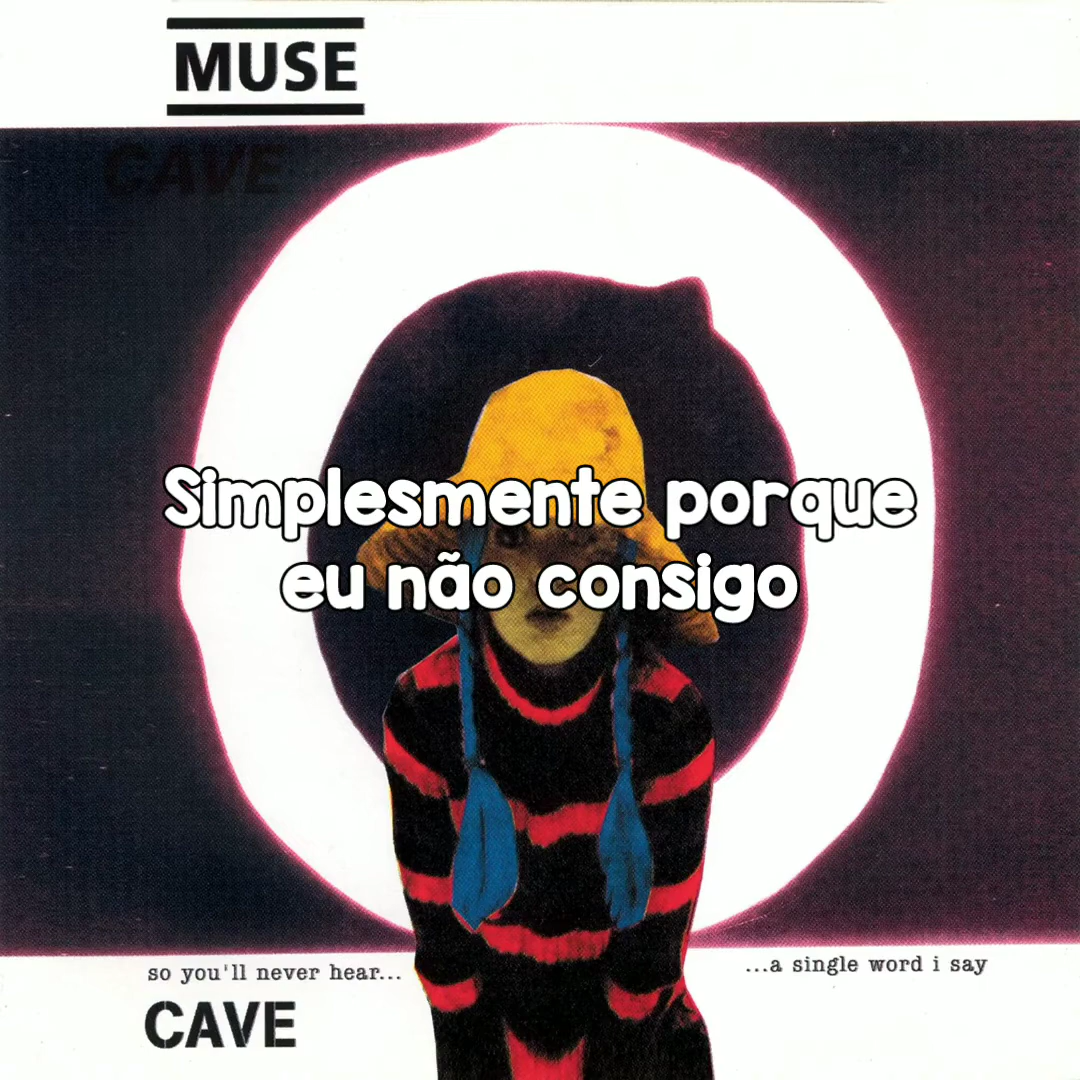 MUSE
CAVE
Simplesmente porque
eu não consigo
so you'll never hear...
...a single word i say
CAVE